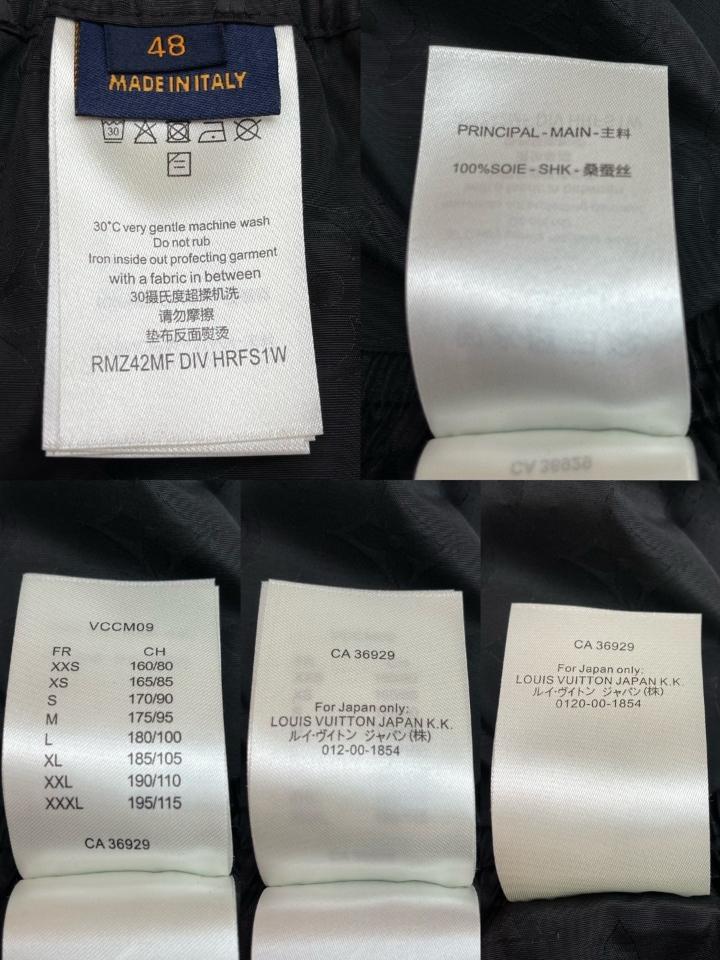 48
MADE IN ITALY
30
30°C very gentle machine wash
Do not rub
Iron inside out profecting garment
with a fabric in between
30摄氏度超揉机洗
请勿摩擦
垫布反面熨烫
RMZ42MF DIV HRFS1W
PRINCIPAL-MAIN-主料
100%SOIE-SHK-桑蚕丝
CA 36929
VCCM09
FR CH
XXS 160/80
XS 165/85
S 170/90
M 175/95
L 180/100
XL 185/105
XXL 190/110
XXXL 195/115
CA 36929
CA 36929
For Japan only:
LOUIS VUITTON JAPAN K.K.
ルイ・ヴィトン ジャパン(株)
012-00-1854
CA 36929
For Japan only:
LOUIS VUITTON JAPAN K.K.
ルイ・ヴィトン ジャパン(株)
0120-00-1854